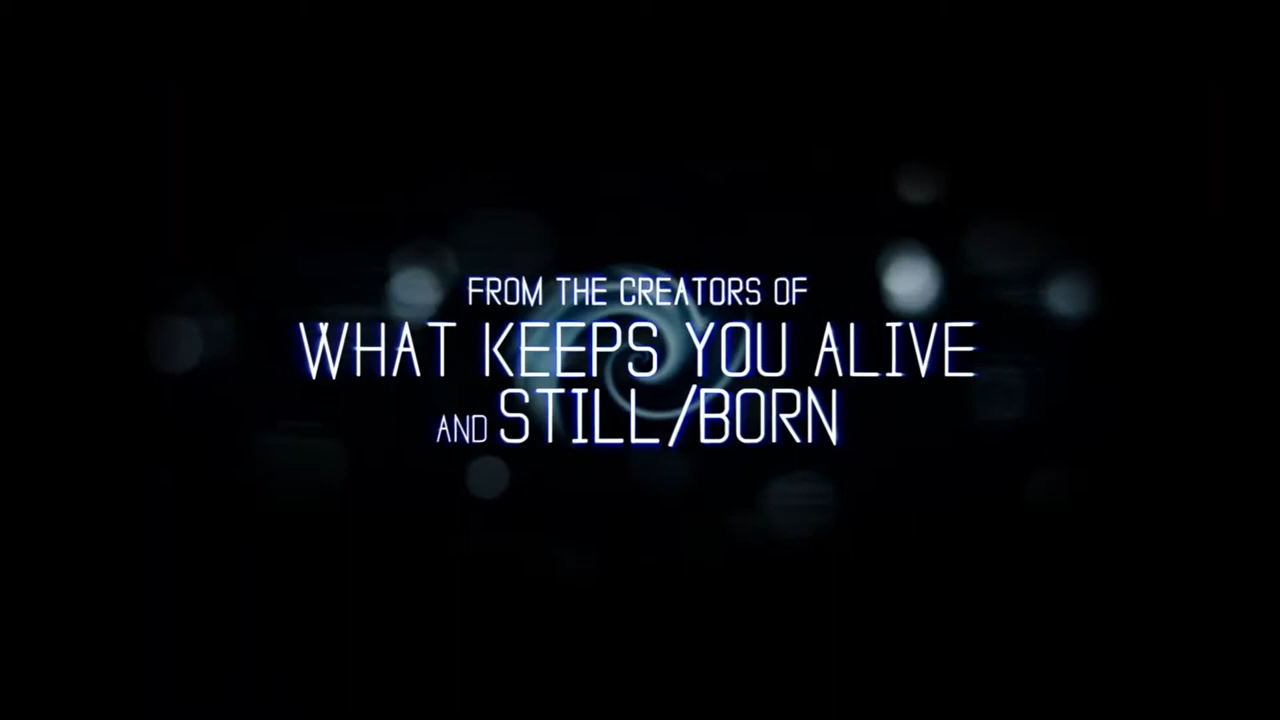 FROM THE CREATORS OF
WHAT KEEPS YOU ALIVE
AND STILL/BORN